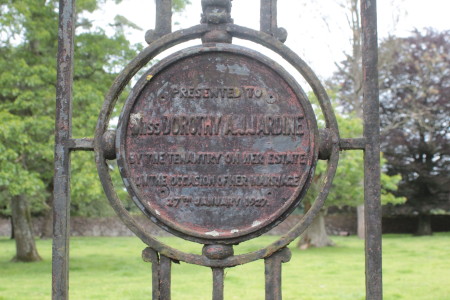 PRESENTED TO
MISS DOROTHY A.J. JARDINE
BY THE TENANTRY ON HER ESTATE
ON THE OCCASION OF HER MARRIAGE
27TH JANUARY